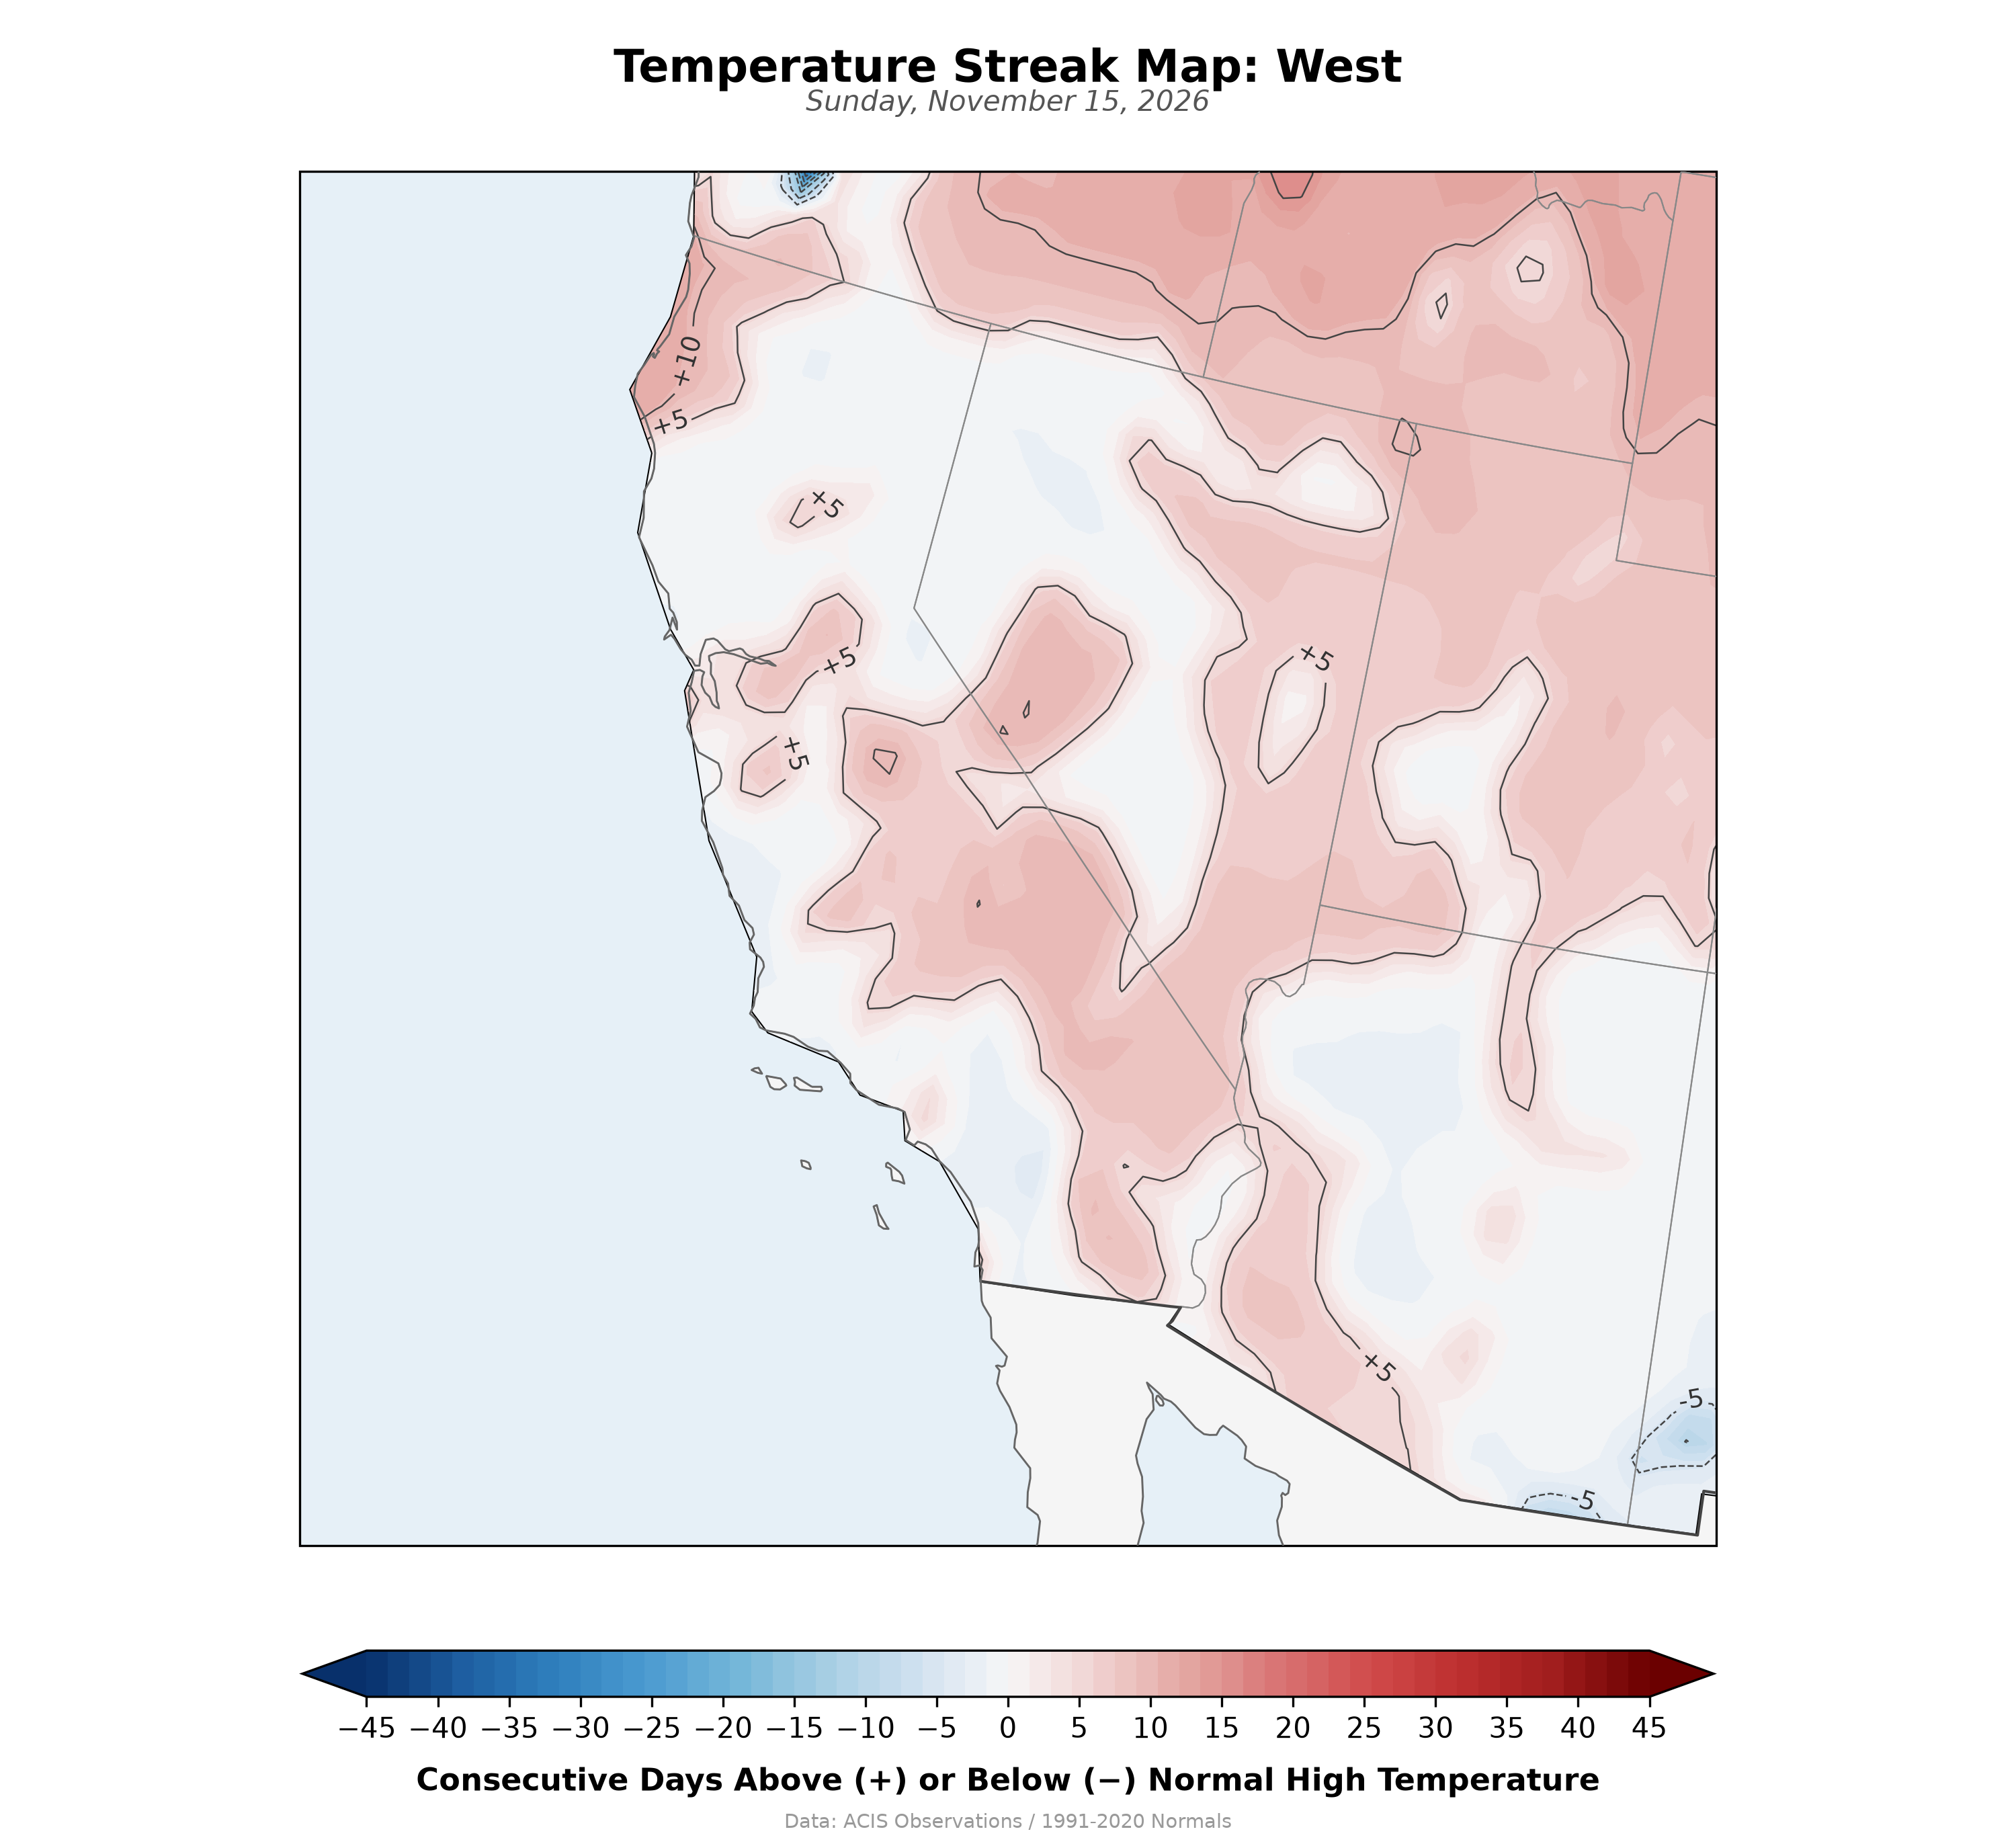 Temperature Streak Map: West
Sunday, November 15, 2026
+10
+5
+5
+5
+5
+5
+5
-5
-5
−45 −40 −35 −30 −25 −20 −15 −10 −5 0 5 10 15 20 25 30 35 40 45
Consecutive Days Above (+) or Below (−) Normal High Temperature
Data: ACIS Observations / 1991-2020 Normals